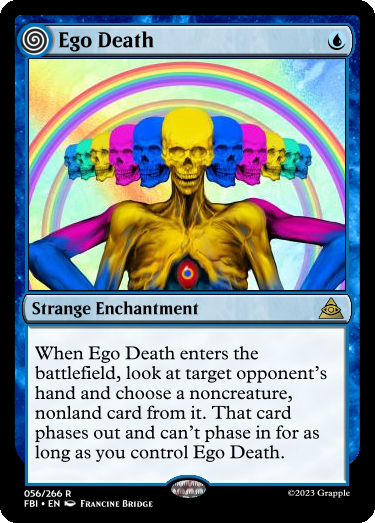 Ego Death
Strange Enchantment
When Ego Death enters the
battlefield, look at target opponent's
hand and choose a noncreature,
nonland card from it. That card
phases out and can't phase in for as
long as you control Ego Death.
056/266 R
FBI • EN Francine Bridge
©2023 Grapple